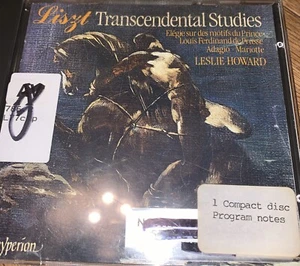 Liszt Transcendental Studies
Elégie sur des motifs du Prince
Louis Ferdinand de Prusse
Adagio Mariotte
LESLIE HOWARD
1 Compact disc
Program notes
yperion